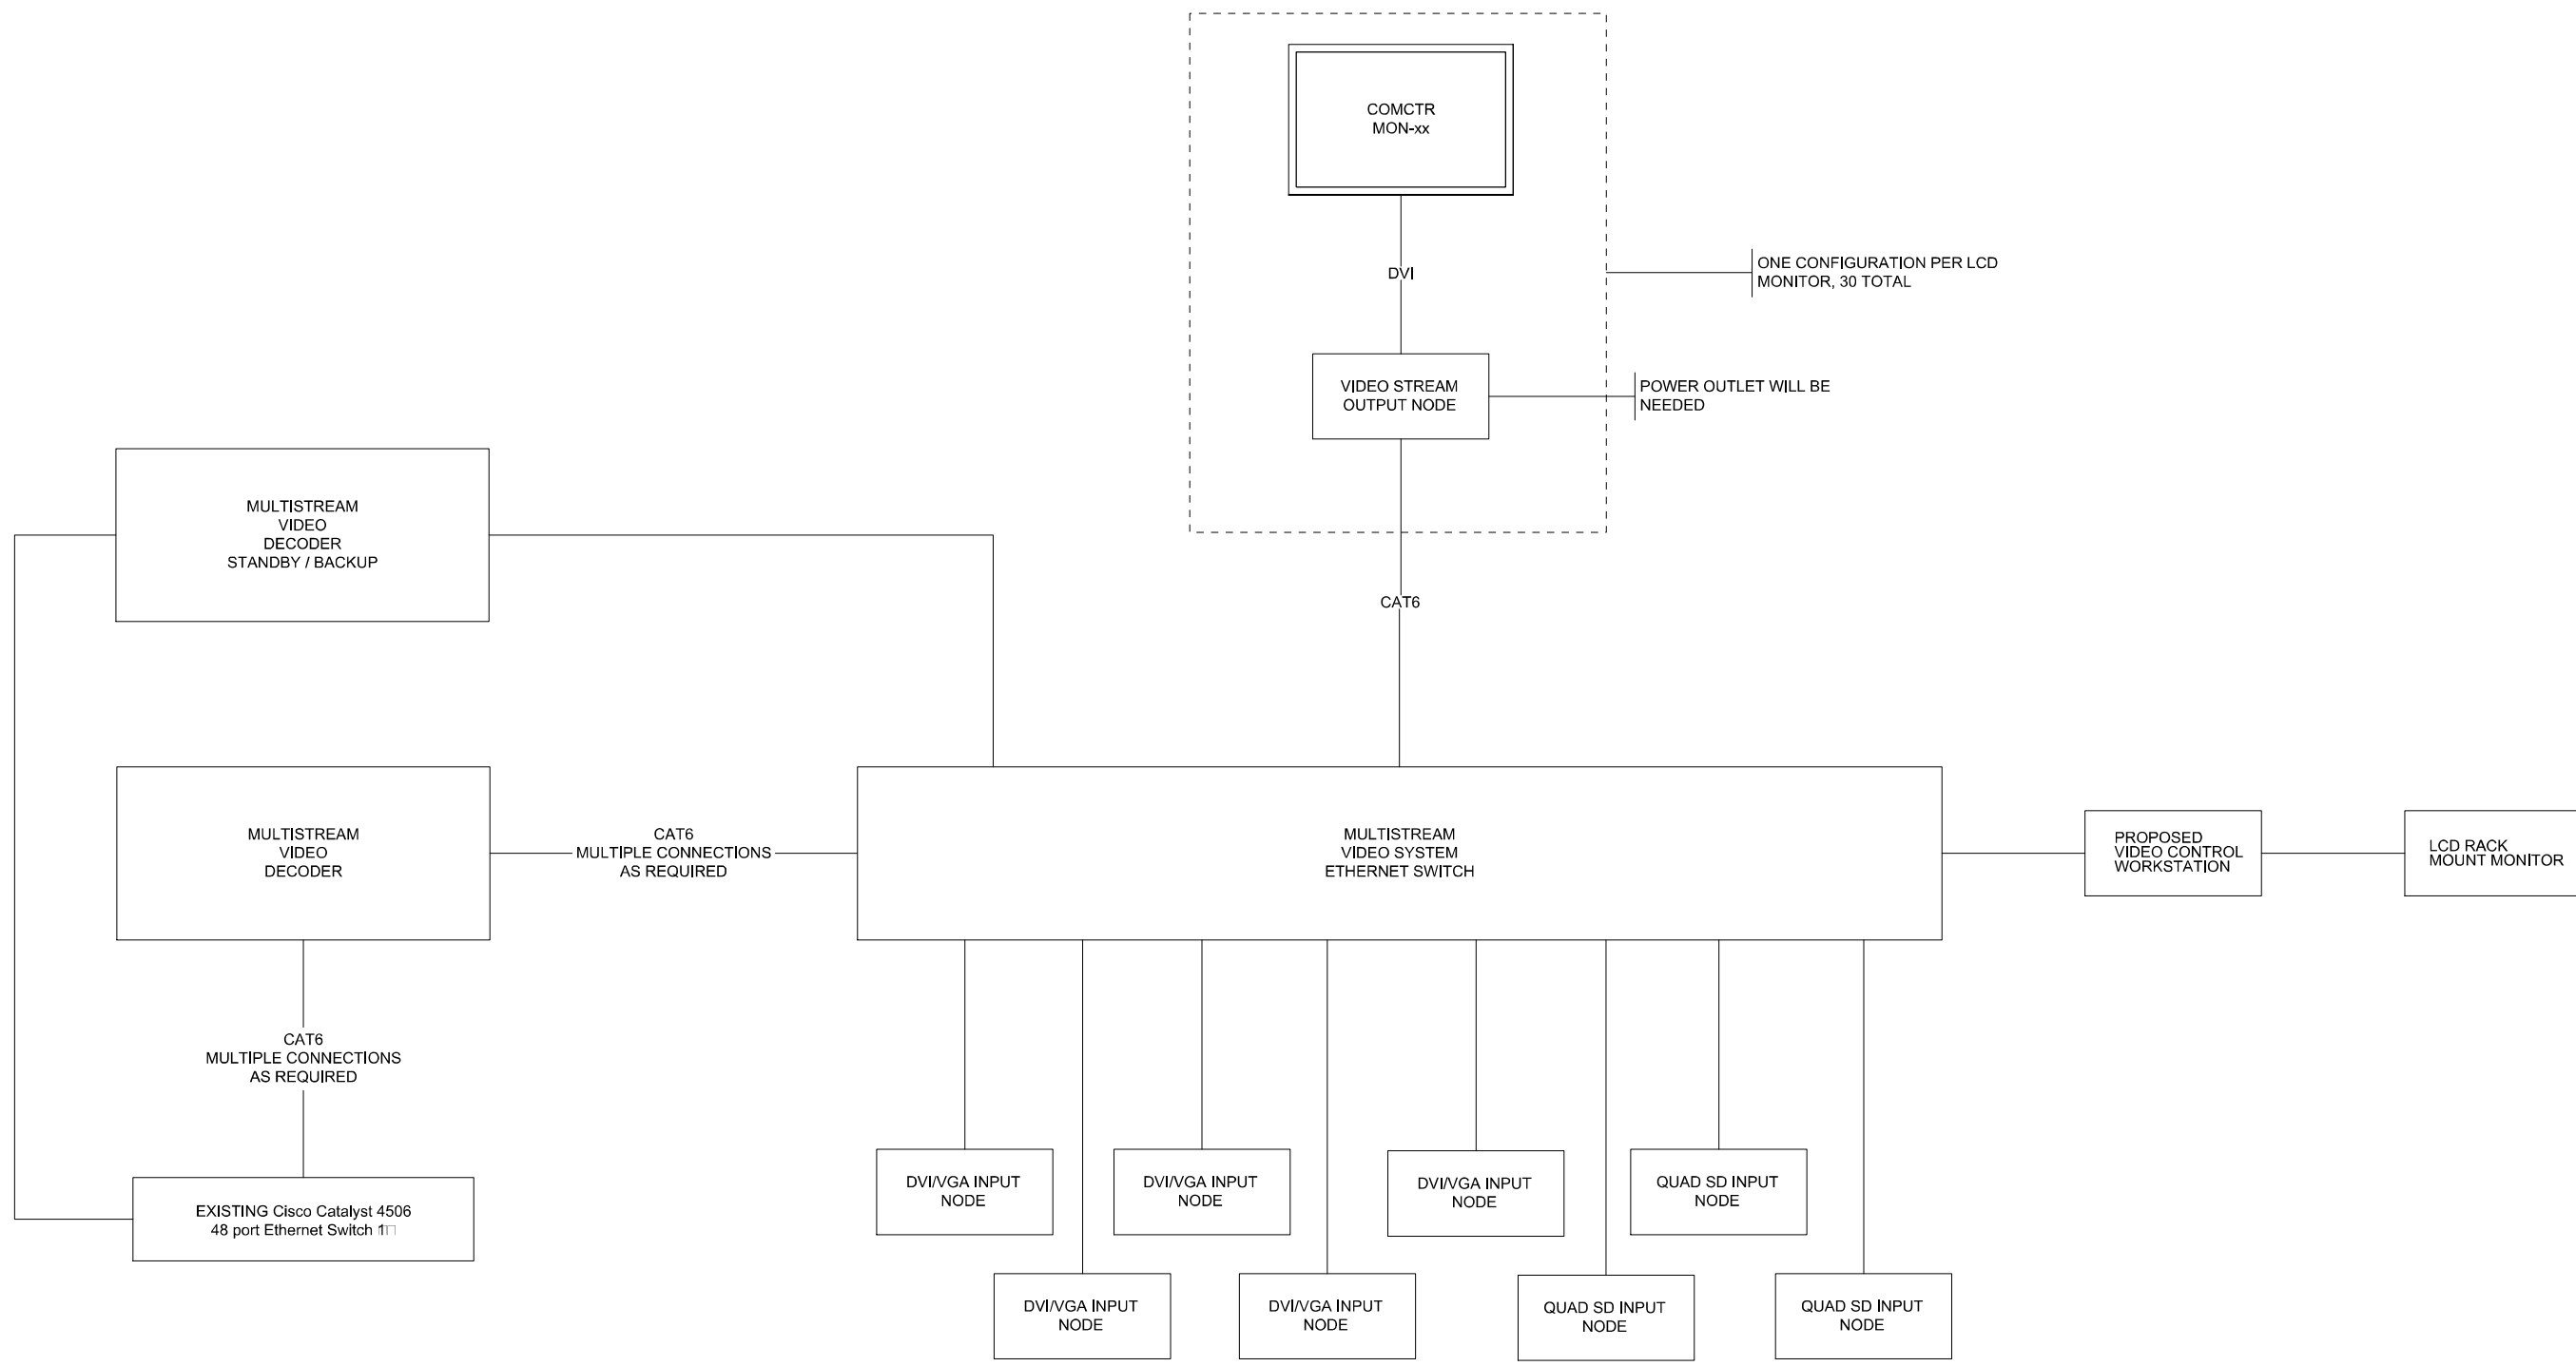 COMCTR
MON-xx
DVI
ONE CONFIGURATION PER LCD
MONITOR, 30 TOTAL
VIDEO STREAM
OUTPUT NODE
POWER OUTLET WILL BE
NEEDED
MULTISTREAM
VIDEO
DECODER
STANDBY / BACKUP
CAT6
MULTISTREAM
VIDEO
DECODER
CAT6
MULTIPLE CONNECTIONS
AS REQUIRED
MULTISTREAM
VIDEO SYSTEM
ETHERNET SWITCH
PROPOSED
VIDEO CONTROL
WORKSTATION
LCD RACK
MOUNT MONITOR
CAT6
MULTIPLE CONNECTIONS
AS REQUIRED
EXISTING Cisco Catalyst 4506
48 port Ethernet Switch
DVI/VGA INPUT
NODE
DVI/VGA INPUT
NODE
DVI/VGA INPUT
NODE
QUAD SD INPUT
NODE
DVI/VGA INPUT
NODE
DVI/VGA INPUT
NODE
QUAD SD INPUT
NODE
QUAD SD INPUT
NODE